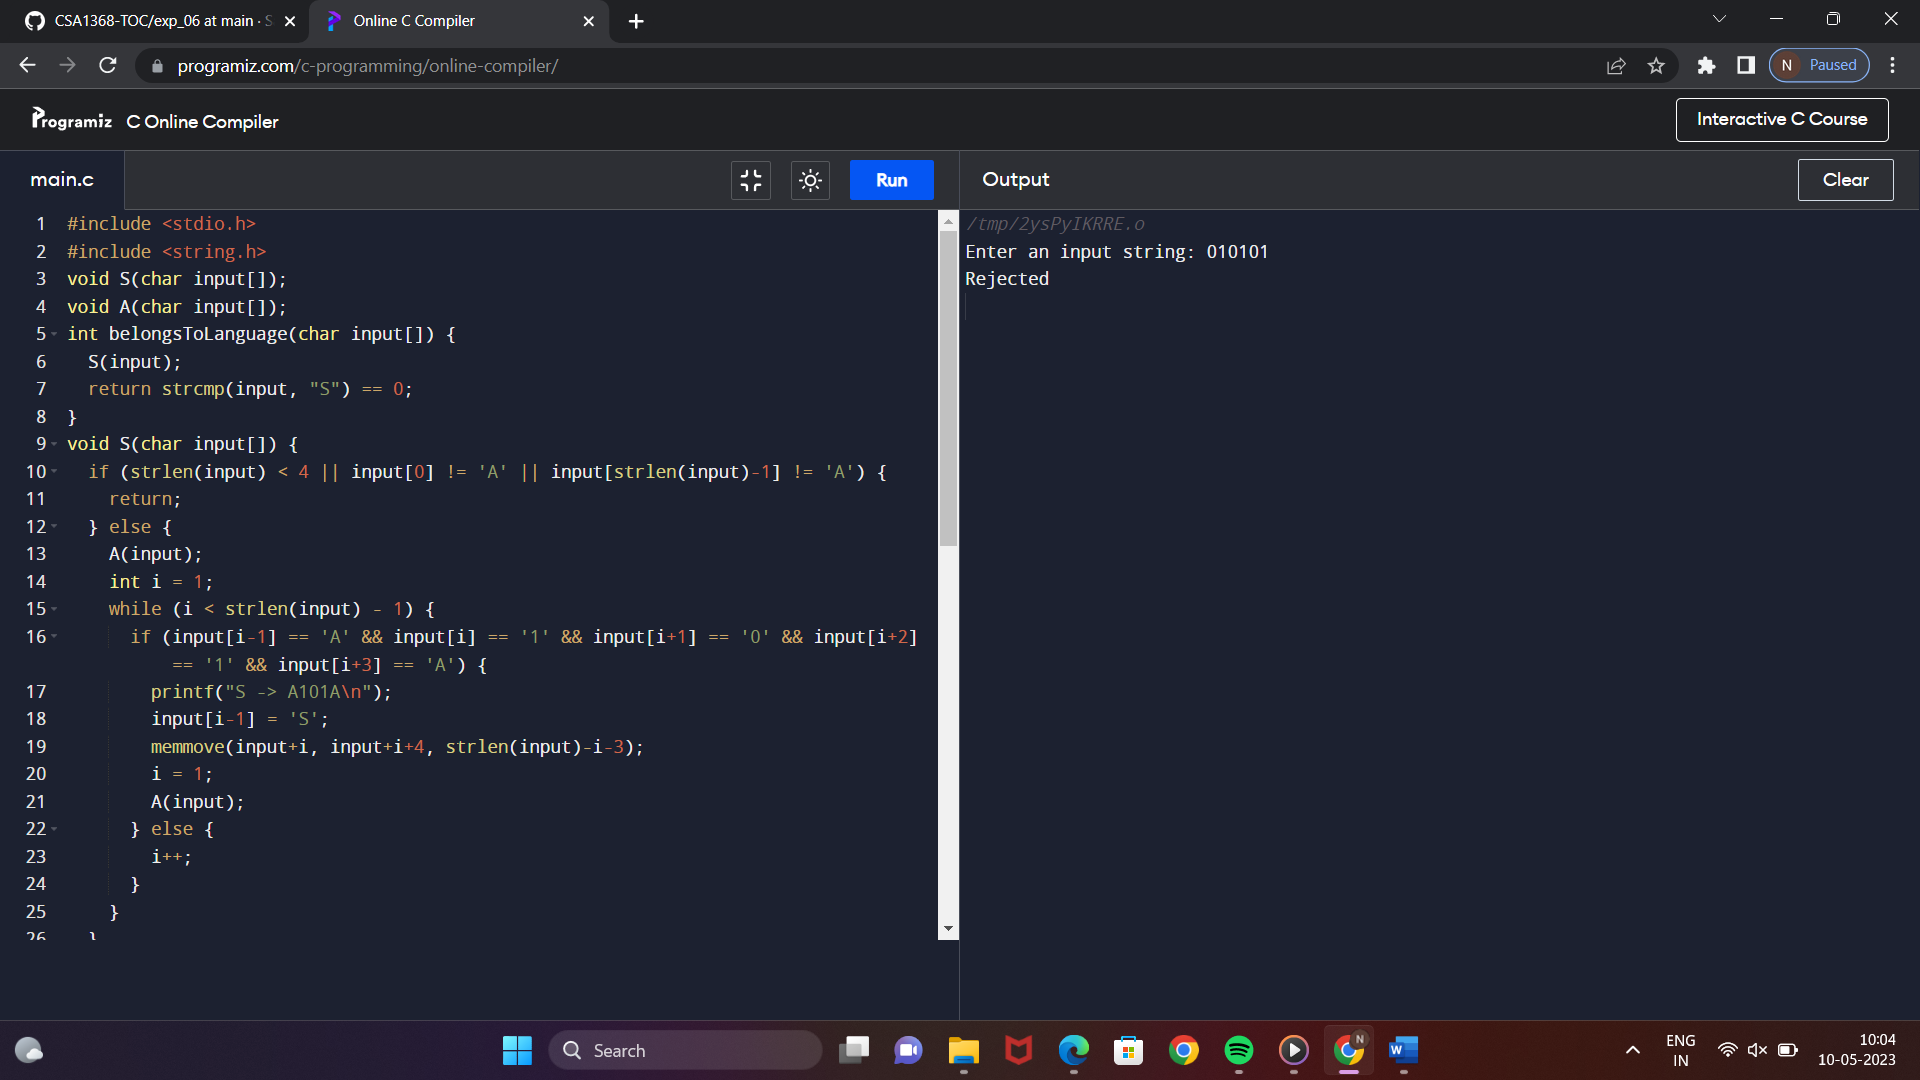 CSA1368-TOC/exp_06 at main · S
Online C Compiler
programiz.com/c-programming/online-compiler/
N Paused
Programiz C Online Compiler
Interactive C Course
main.c
Run
Output
Clear
1 #include <stdio.h>
2 #include <string.h>
3 void S(char input[]);
4 void A(char input[]);
5 int belongsToLanguage(char input[]) {
6 S(input);
7 return strcmp(input, "S") == 0;
8 }
9 void S(char input[]) {
10 if (strlen(input) < 4 || input[0] != 'A' || input[strlen(input)-1] != 'A') {
11 return;
12 } else {
13 A(input);
14 int i = 1;
15 while (i < strlen(input) - 1) {
16 if (input[i-1] == 'A' && input[i] == '1' && input[i+1] == '0' && input[i+2]
== '1' && input[i+3] == 'A') {
17 printf("S -> A101A\n");
18 input[i-1] = 'S';
19 memmove(input+i, input+i+4, strlen(input)-i-3);
20 i = 1;
21 A(input);
22 } else {
23 i++;
24 }
25 }
26 }
/tmp/2ysPyIKRRE.o
Enter an input string: 010101
Rejected
Search
N
W
ENG
IN
10:04
10-05-2023